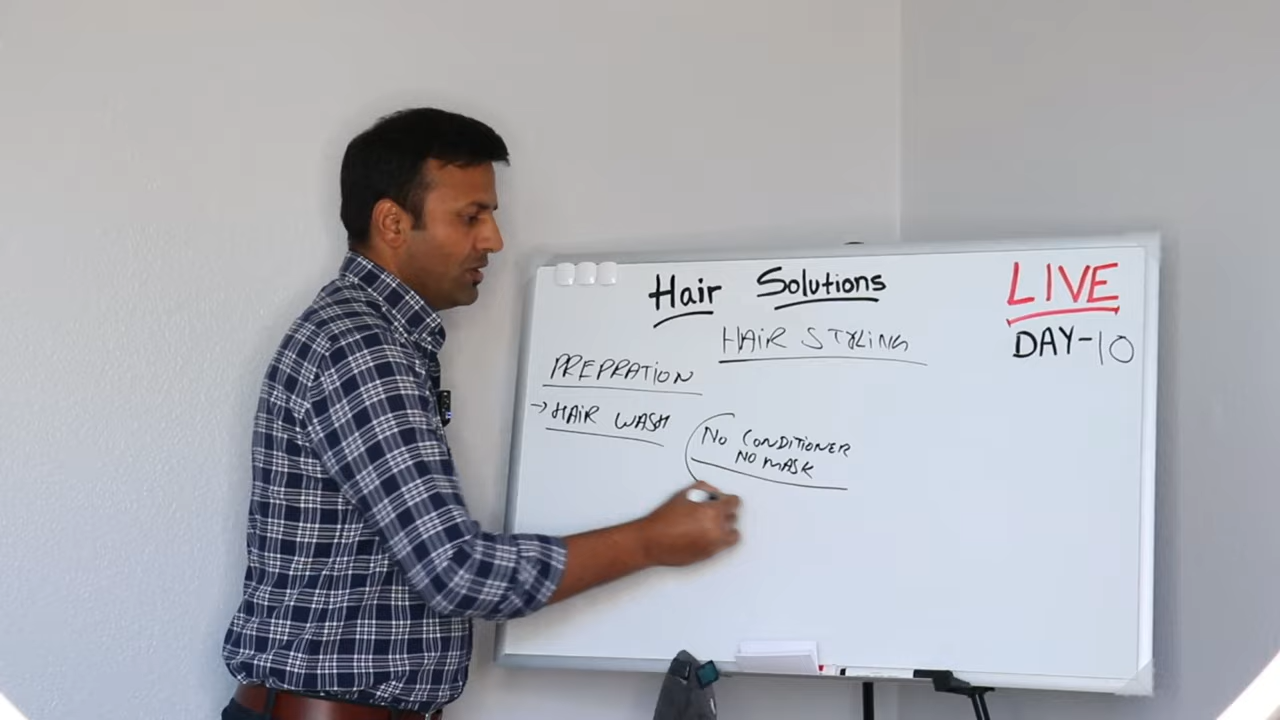 Hair Solutions
LIVE
HAIR STYLING
DAY-10
PREPRATION
→ HAIR WASH
NO CONDITIONER
NO MASK